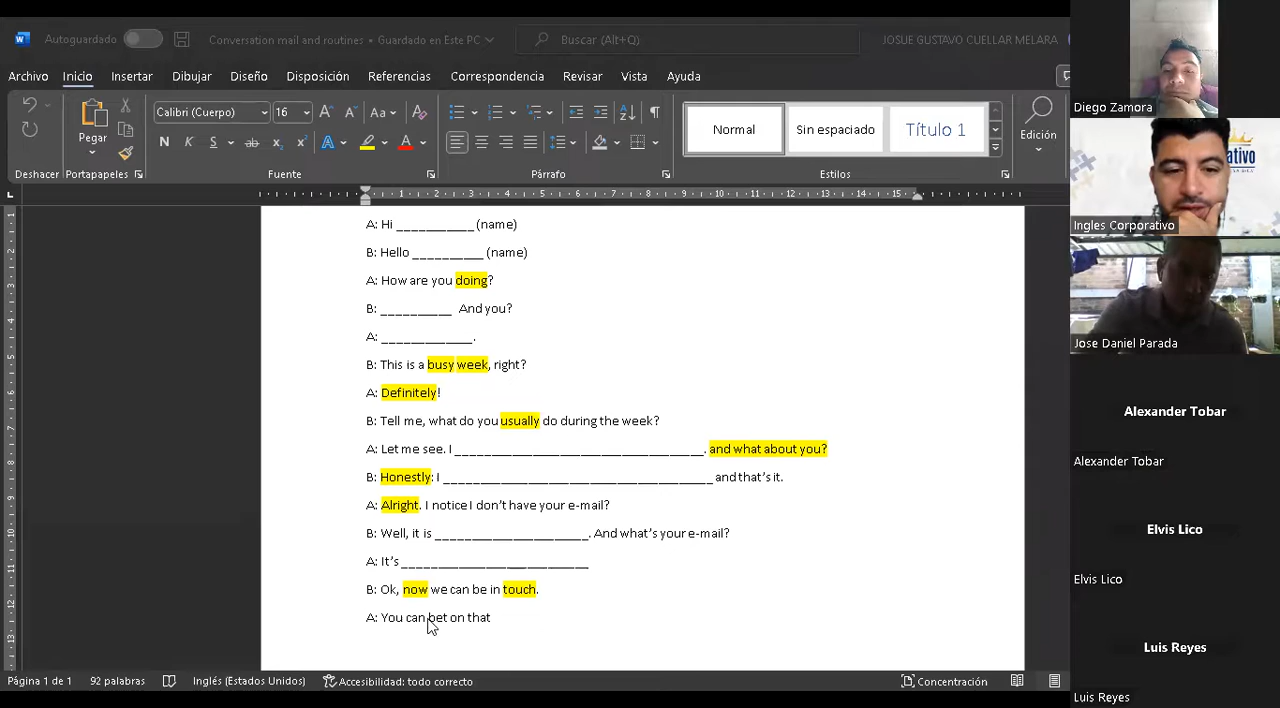 Autoguardado
Conversation mail and routines • Guardado en Este PC
Buscar (Alt+Q)
JOSUE GUSTAVO CUELLAR MELARA
Archivo Inicio Insertar Dibujar Diseño Disposición Referencias Correspondencia Revisar Vista Ayuda
Calibri (Cuerpo) 16
Pegar
Normal
Sin espaciado
Título 1
Edición
Deshacer Portapapeles Fuente Párrafo Estilos
A: Hi ___________ (name)
B: Hello __________ (name)
A: How are you doing?
B: __________ And you?
A: _____________.
B: This is a busy week, right?
A: Definitely!
B: Tell me, what do you usually do during the week?
A: Let me see. I ___________________________________. and what about you?
B: Honestly: I ______________________________________ and that's it.
A: Alright. I notice I don't have your e-mail?
B: Well, it is ______________________. And what's your e-mail?
A: It's __________________________
B: Ok, now we can be in touch.
A: You can bet on that
Página 1 de 1 92 palabras Inglés (Estados Unidos) Accesibilidad: todo correcto Concentración
Diego Zamora
ativo
Ingles Corporativo
Jose Daniel Parada
Alexander Tobar
Alexander Tobar
Elvis Lico
Elvis Lico
Luis Reyes
Luis Reyes